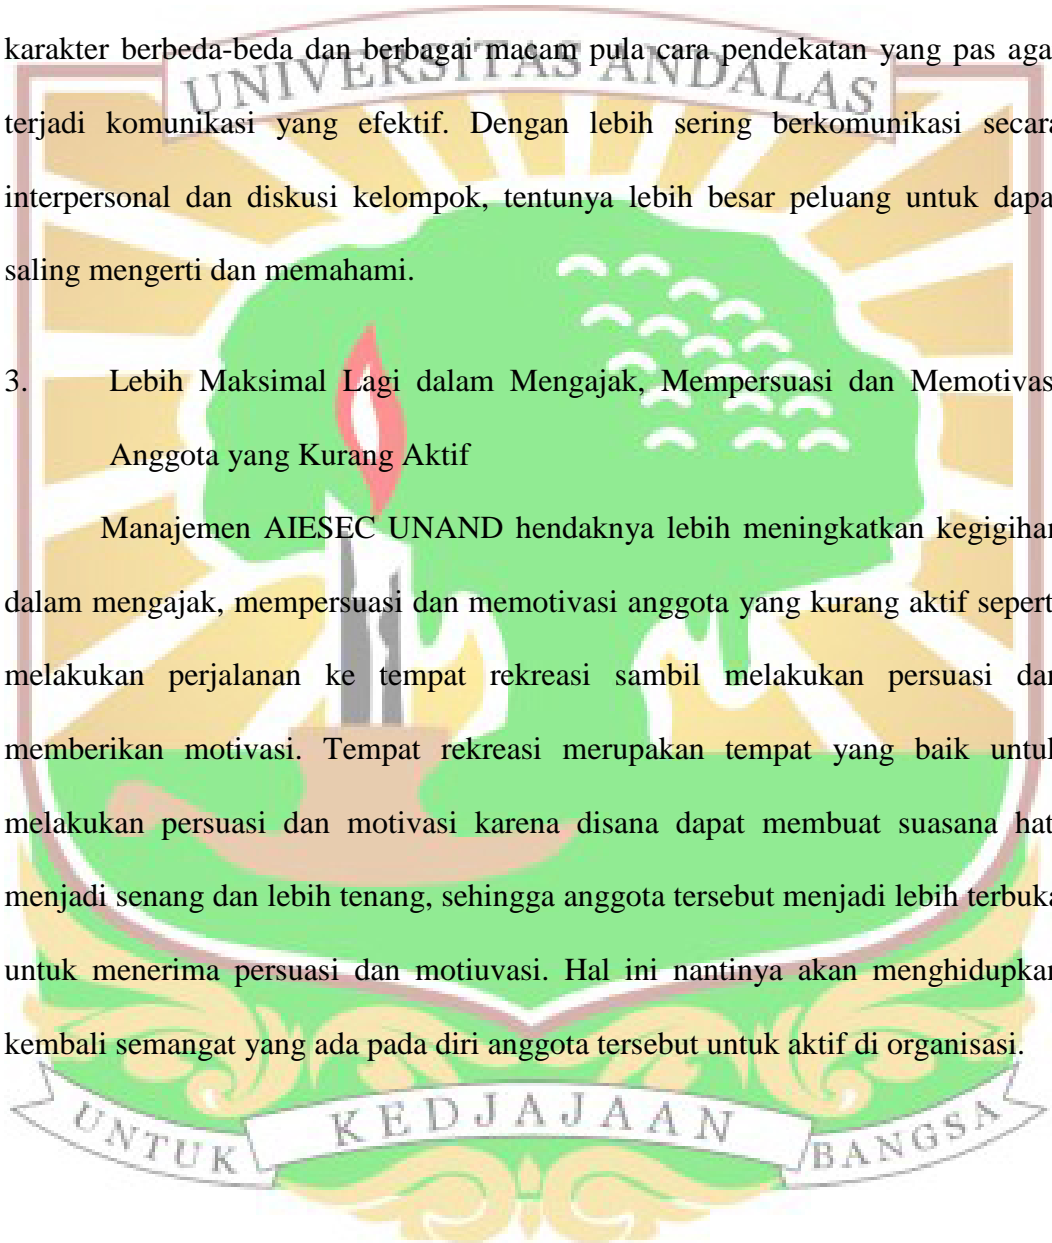 karakter berbeda-beda dan berbagai macam pula cara pendekatan yang pas aga
UNIVERSITAS ANDALAS
terjadi komunikasi yang efektif. Dengan lebih sering berkomunikasi secara
interpersonal dan diskusi kelompok, tentunya lebih besar peluang untuk dapa
saling mengerti dan memahami.
3. Lebih Maksimal Lagi dalam Mengajak, Mempersuasi dan Memotivas
Anggota yang Kurang Aktif
Manajemen AIESEC UNAND hendaknya lebih meningkatkan kegigihan
dalam mengajak, mempersuasi dan memotivasi anggota yang kurang aktif sepert
melakukan perjalanan ke tempat rekreasi sambil melakukan persuasi dan
memberikan motivasi. Tempat rekreasi merupakan tempat yang baik untuk
melakukan persuasi dan motivasi karena disana dapat membuat suasana hat
menjadi senang dan lebih tenang, sehingga anggota tersebut menjadi lebih terbuka
untuk menerima persuasi dan motiuvasi. Hal ini nantinya akan menghidupkan
kembali semangat yang ada pada diri anggota tersebut untuk aktif di organisasi.
UNTUK KEDJAJAAN BANGSA